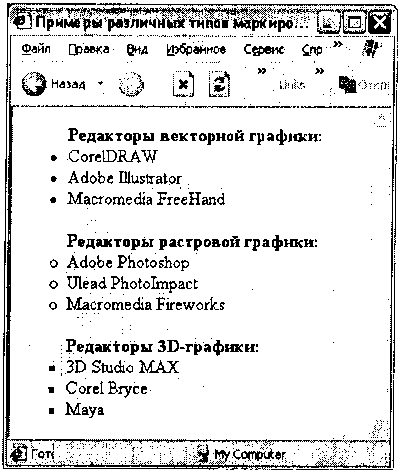 Примеры различных типов маркиро...
Файл Правка Вид Избранное Сервис Спр »
Назад » Links » Откры
Редакторы векторной графики:
CorelDRAW
Adobe Illustrator
Macromedia FreeHand
Редакторы растровой графики:
Adobe Photoshop
Ulead PhotoImpact
Macromedia Fireworks
Редакторы 3D-графики:
3D Studio MAX
Corel Bryce
Maya
Гот My Computer